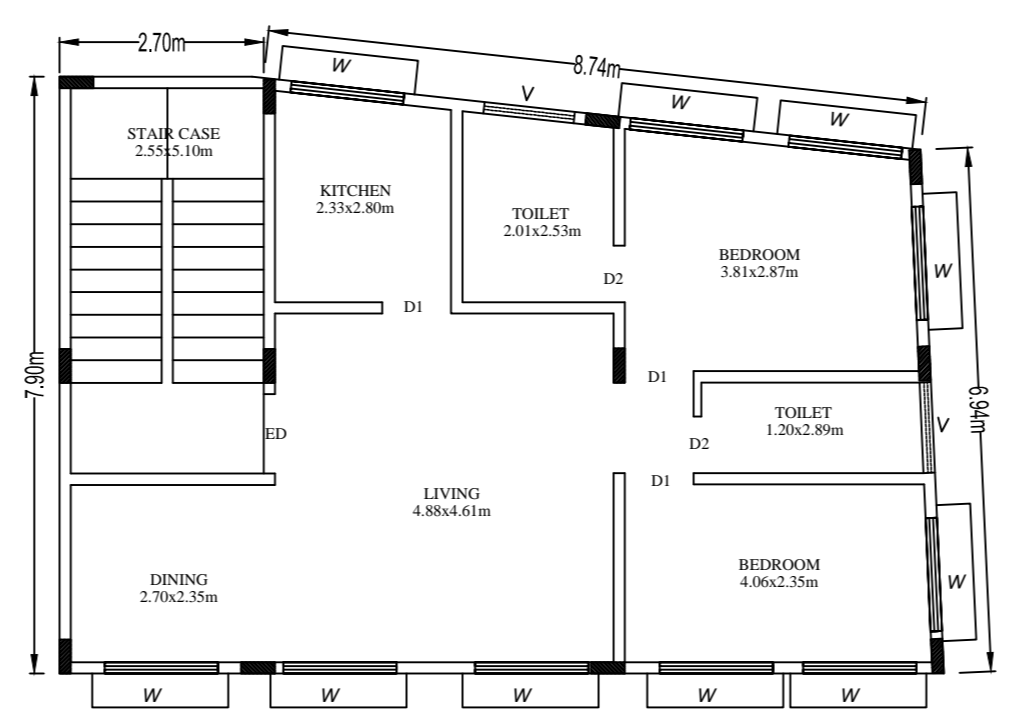 2.70m
8.74m
W
V
W
W
STAIR CASE
2.55x5.10m
KITCHEN
2.33x2.80m
TOILET
2.01x2.53m
BEDROOM
3.81x2.87m
W
D2
D1
7.90m
D1
6.94m
TOILET
1.20x2.89m
V
ED
D2
D1
LIVING
4.88x4.61m
BEDROOM
4.06x2.35m
W
DINING
2.70x2.35m
W
W
W
W
W